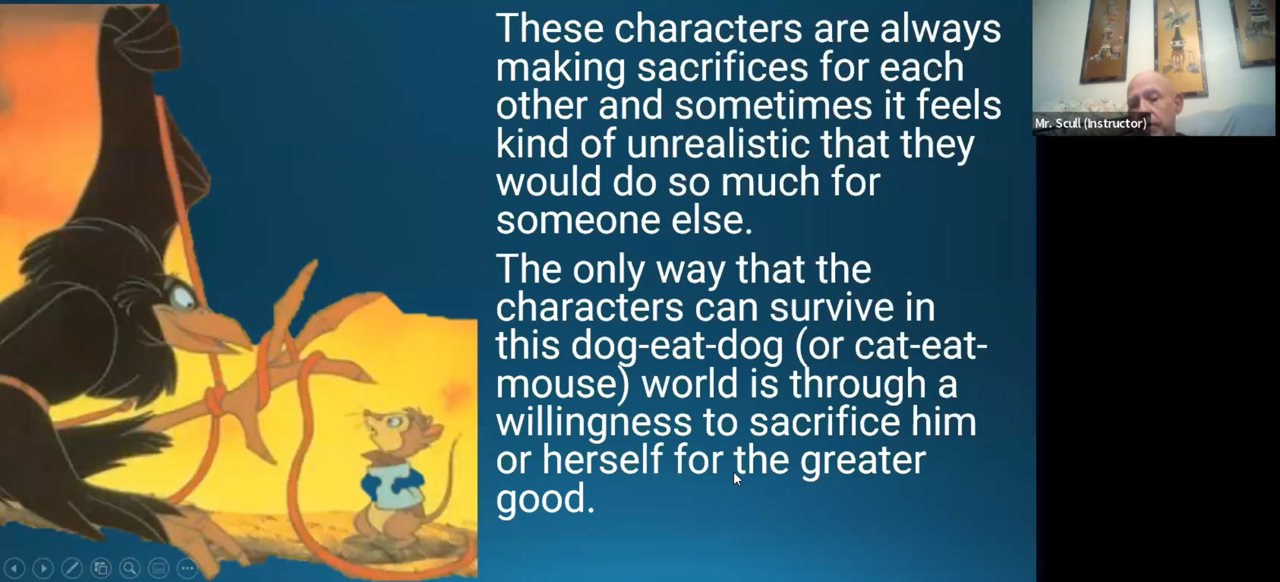 These characters are always
making sacrifices for each
other and sometimes it feels
kind of unrealistic that they
would do so much for
someone else.
The only way that the
characters can survive in
this dog-eat-dog (or cat-eat-
mouse) world is through a
willingness to sacrifice him
or herself for the greater
good.
Mr. Scull (Instructor)